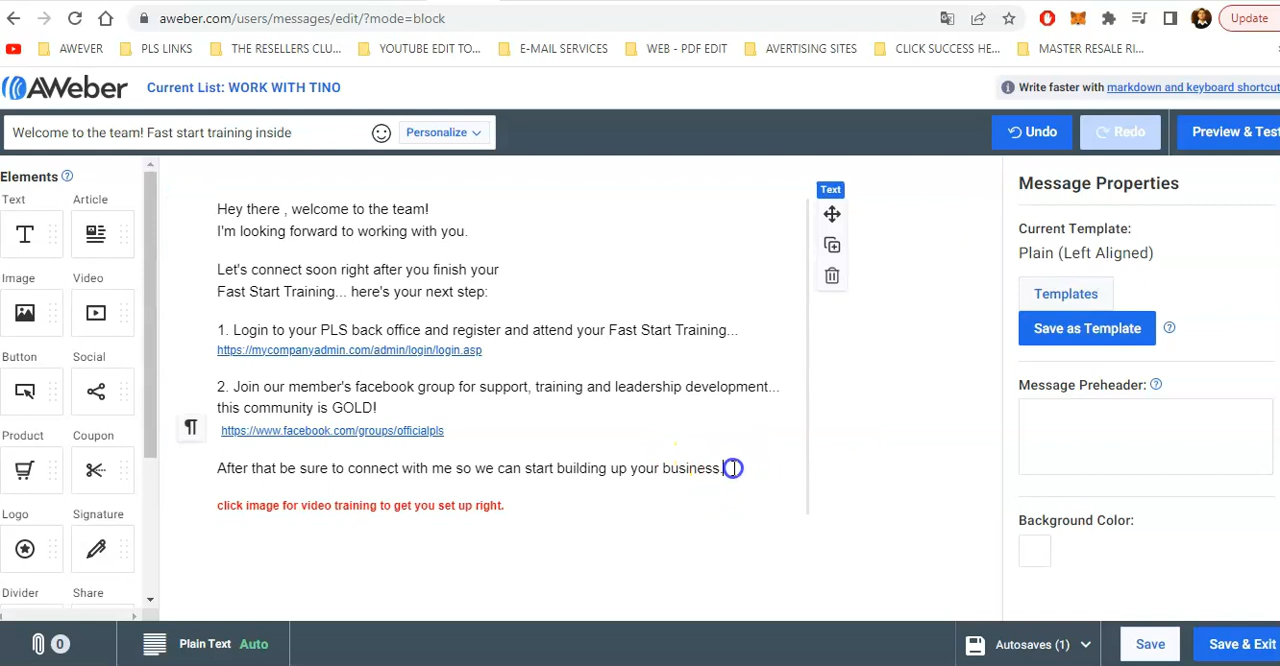 aweber.com/users/messages/edit/?mode=block
Update
AWEVER
PLS LINKS
THE RESELLERS CLU...
YOUTUBE EDIT TO...
E-MAIL SERVICES
WEB - PDF EDIT
AVERTISING SITES
CLICK SUCCESS HE...
MASTER RESALE RI...
AWeber
Current List: WORK WITH TINO
Write faster with markdown and keyboard shortcut
Welcome to the team! Fast start training inside
Personalize
Undo
Redo
Preview & Test
Elements
Text
Article
Image
Video
Button
Social
Product
Coupon
Logo
Signature
Divider
Share
Text
Hey there , welcome to the team!
I'm looking forward to working with you.
Let's connect soon right after you finish your
Fast Start Training... here's your next step:
1. Login to your PLS back office and register and attend your Fast Start Training...
https://mycompanyadmin.com/admin/login/login.asp
2. Join our member's facebook group for support, training and leadership development...
this community is GOLD!
https://www.facebook.com/groups/officialpls
After that be sure to connect with me so we can start building up your business.
click image for video training to get you set up right.
Message Properties
Current Template:
Plain (Left Aligned)
Templates
Save as Template
Message Preheader:
Background Color:
0
Plain Text Auto
Autosaves (1)
Save
Save & Exit